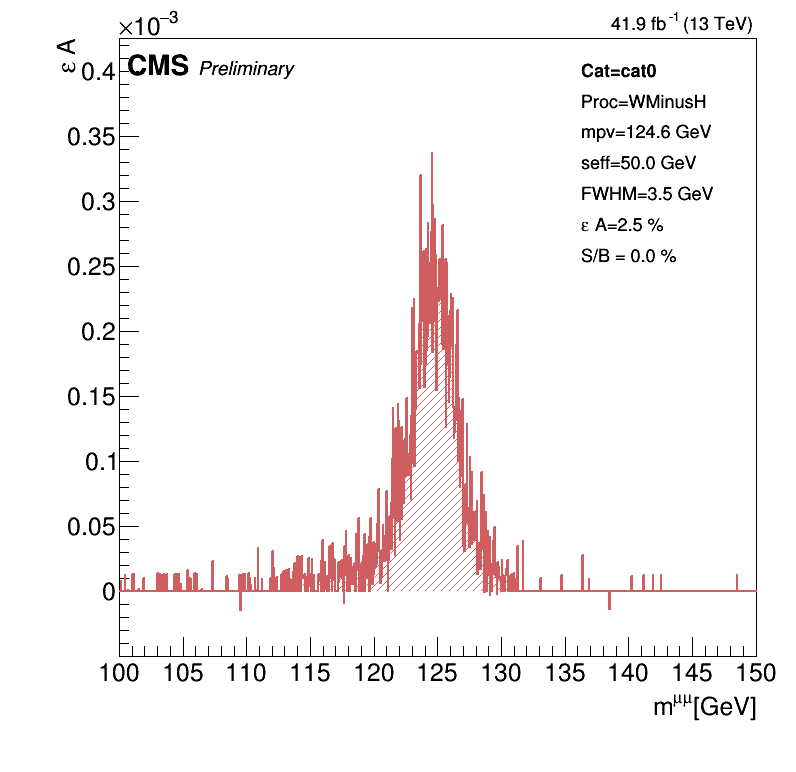 ×10⁻³
41.9 fb⁻¹ (13 TeV)
ε A
CMS Preliminary
Cat=cat0
Proc=WMinusH
mpv=124.6 GeV
seff=50.0 GeV
FWHM=3.5 GeV
ε A=2.5 %
S/B = 0.0 %
0.4
0.35
0.3
0.25
0.2
0.15
0.1
0.05
0
100 105 110 115 120 125 130 135 140 145 150
m^μμ[GeV]